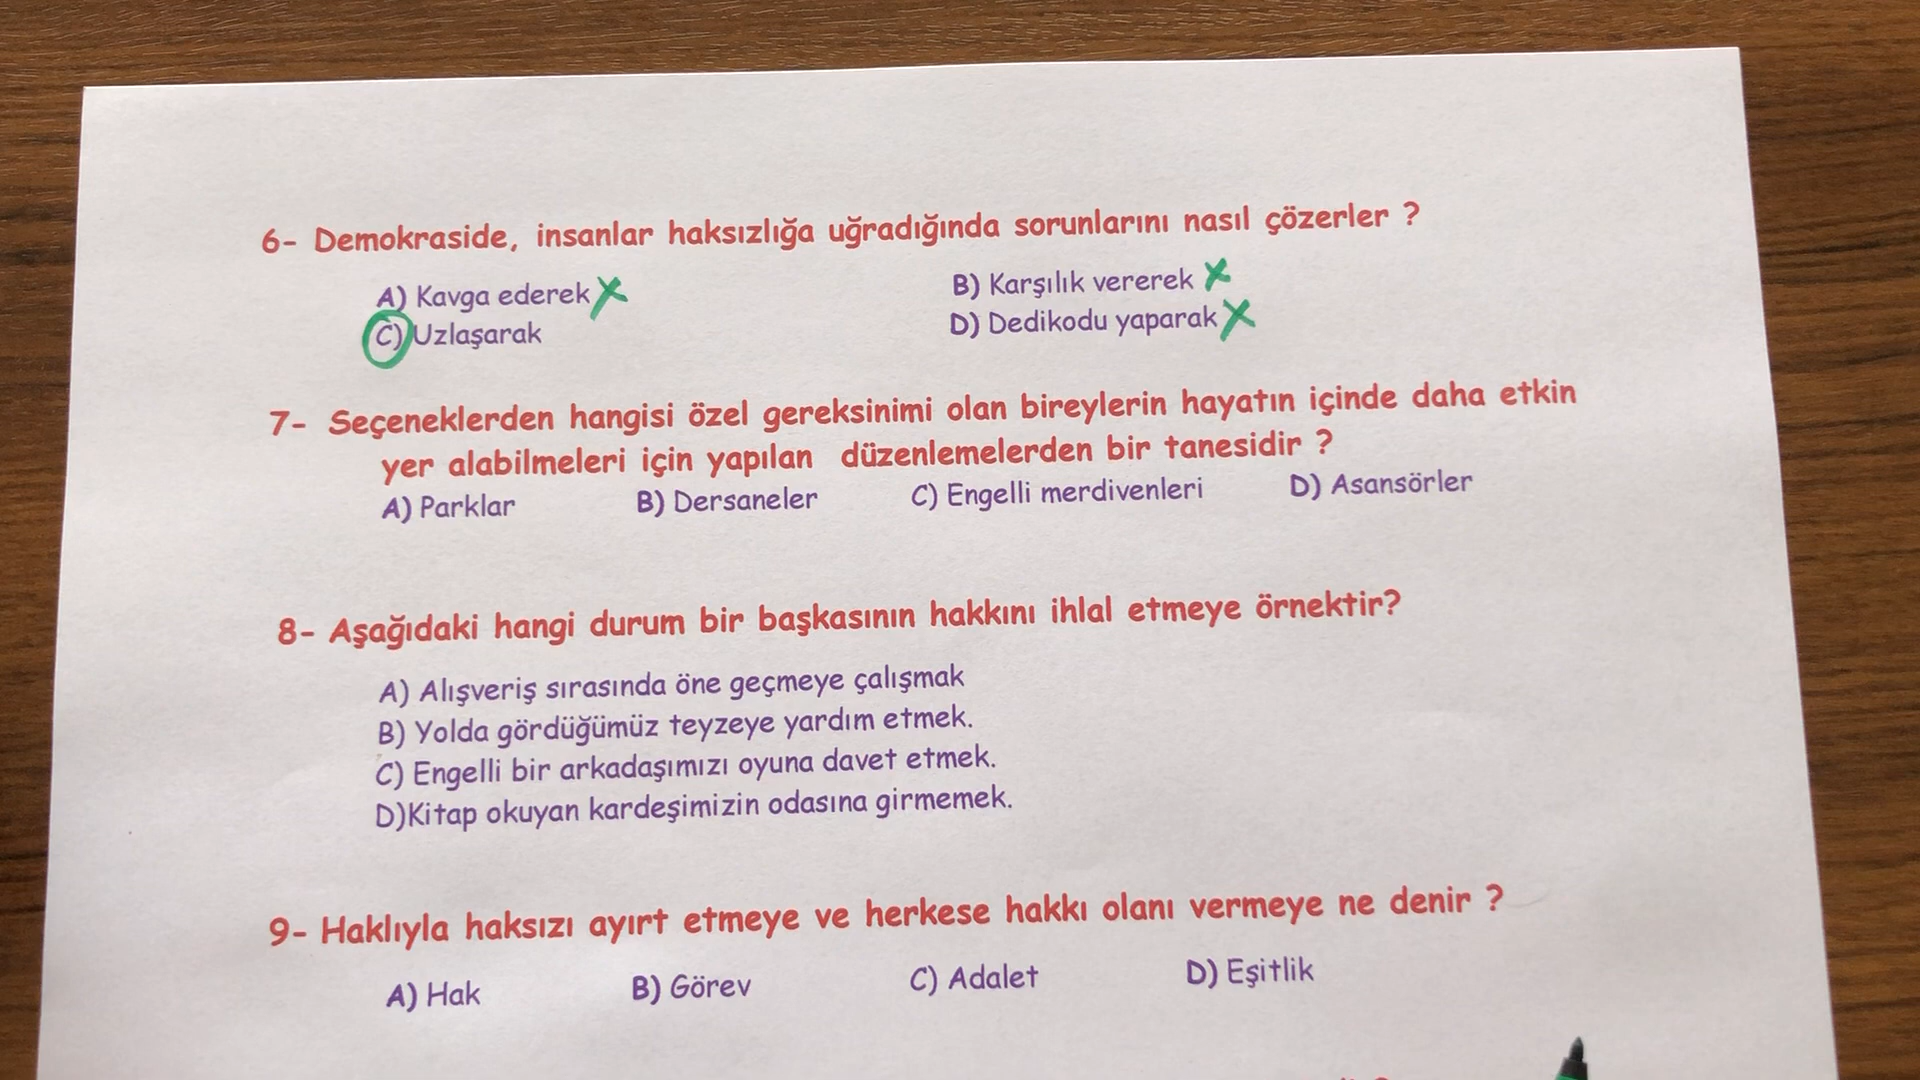 6- Demokraside, insanlar haksızlığa uğradığında sorunlarını nasıl çözerler ?
A) Kavga ederek
B) Karşılık vererek
C) Uzlaşarak
D) Dedikodu yaparak
7- Seçeneklerden hangisi özel gereksinimi olan bireylerin hayatın içinde daha etkin
yer alabilmeleri için yapılan düzenlemelerden bir tanesidir ?
A) Parklar B) Dersaneler C) Engelli merdivenleri D) Asansörler
8- Aşağıdaki hangi durum bir başkasının hakkını ihlal etmeye örnektir?
A) Alışveriş sırasında öne geçmeye çalışmak
B) Yolda gördüğümüz teyzeye yardım etmek.
C) Engelli bir arkadaşımızı oyuna davet etmek.
D)Kitap okuyan kardeşimizin odasına girmemek.
9- Haklıyla haksızı ayırt etmeye ve herkese hakkı olanı vermeye ne denir ?
A) Hak B) Görev C) Adalet D) Eşitlik